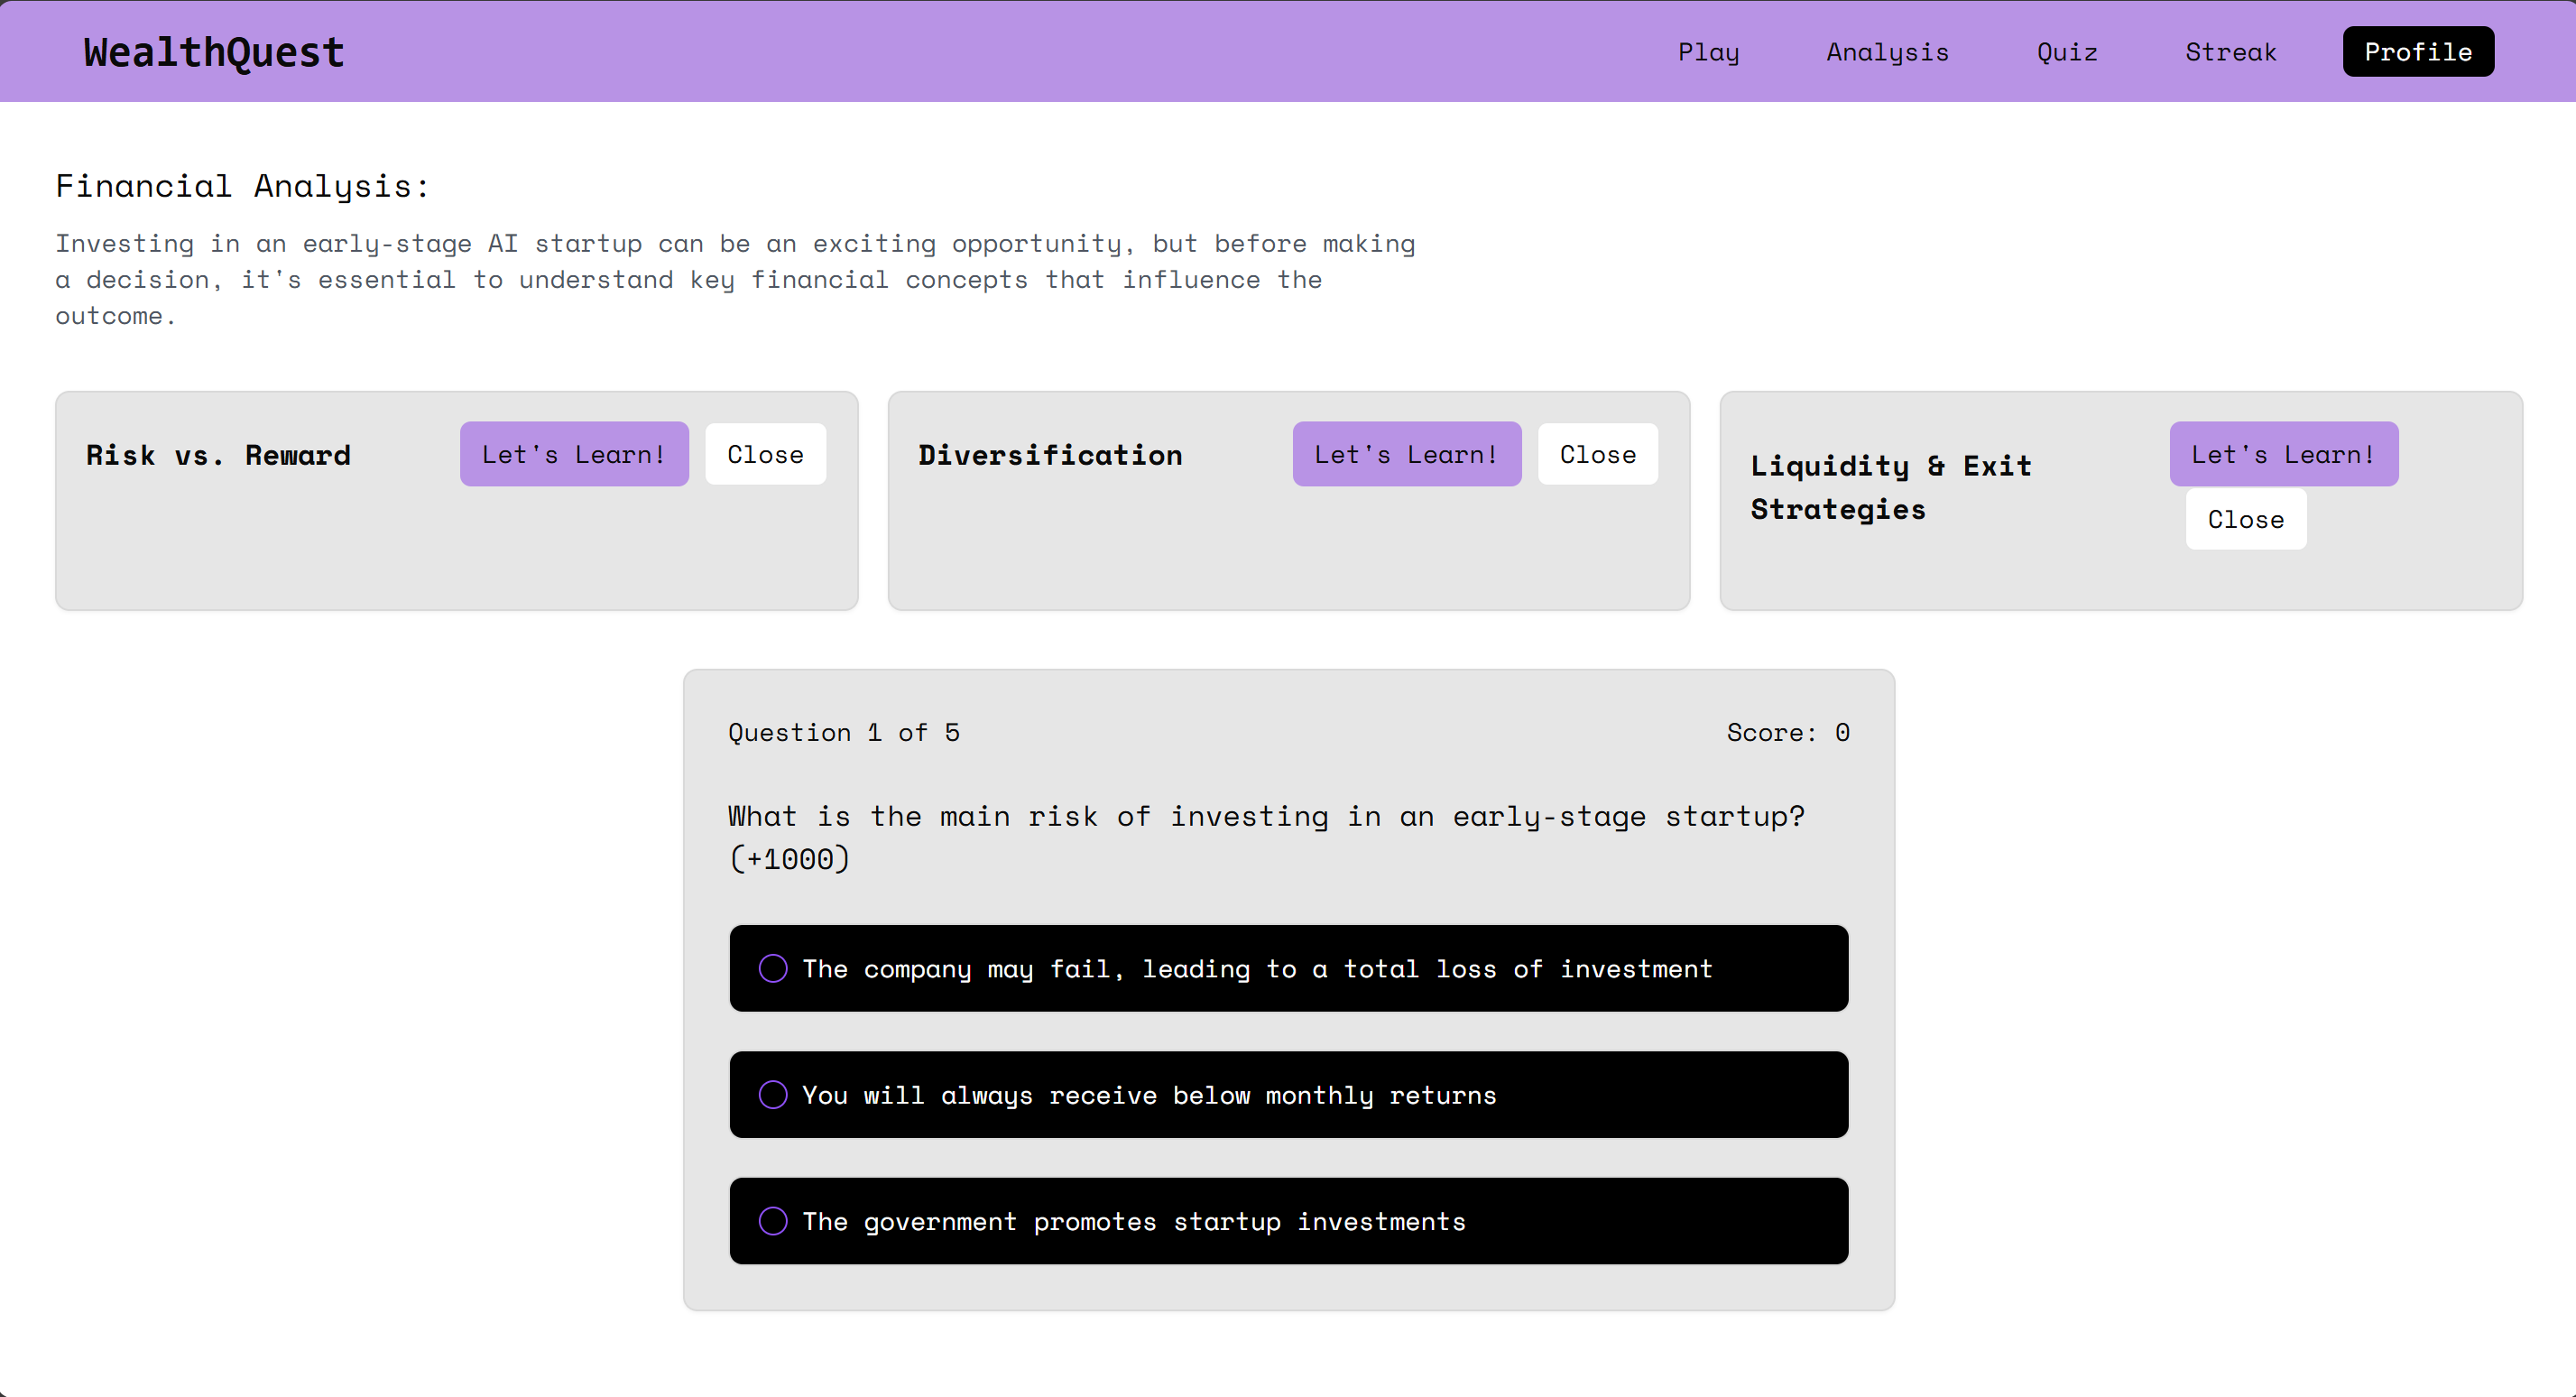 WealthQuest
Play
Analysis
Quiz
Streak
Profile
Financial Analysis:
Investing in an early-stage AI startup can be an exciting opportunity, but before making
a decision, it's essential to understand key financial concepts that influence the
outcome.
Risk vs. Reward
Let's Learn!
Close
Diversification
Let's Learn!
Close
Liquidity & Exit
Strategies
Let's Learn!
Close
Question 1 of 5
Score: 0
What is the main risk of investing in an early-stage startup?
(+1000)
The company may fail, leading to a total loss of investment
You will always receive below monthly returns
The government promotes startup investments